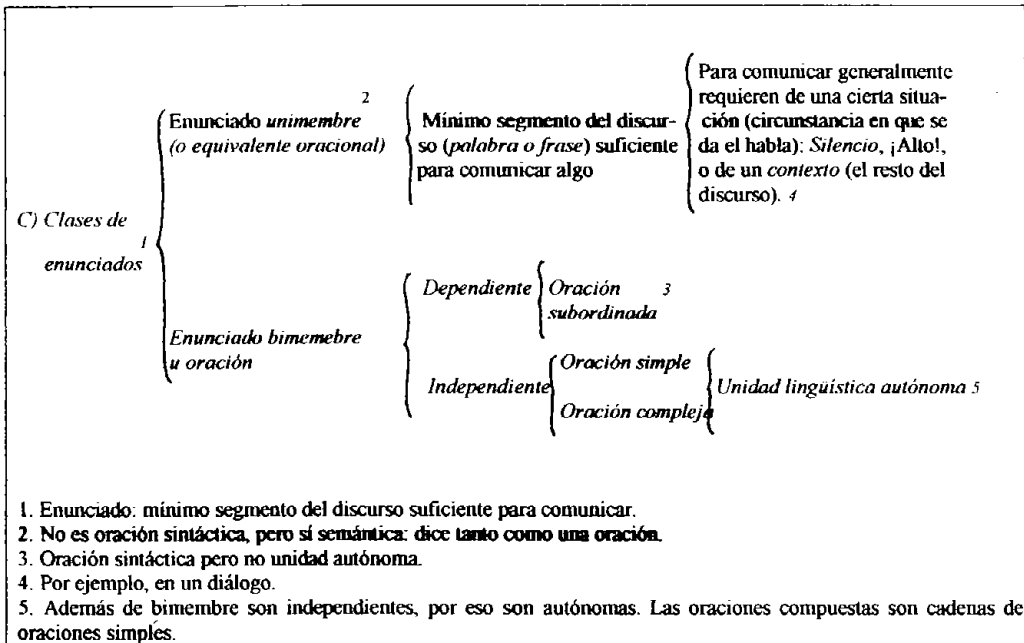 Enunciado unimembre 2
(o equivalente oracional)
Mínimo segmento del discur-
so (palabra o frase) suficiente
para comunicar algo
Para comunicar generalmente
requieren de una cierta situa-
ción (circunstancia en que se
da el habla): Silencio, ¡Alto!,
o de un contexto (el resto del
discurso). 4
C) Clases de
enunciados 1
Enunciado bimemebre
u oración
Dependiente
Oración 3
subordinada
Independiente
Oración simple
Oración compleja
Unidad lingüística autónoma 5
1. Enunciado: mínimo segmento del discurso suficiente para comunicar.
2. No es oración sintáctica, pero sí semántica: dice tanto como una oración.
3. Oración sintáctica pero no unidad autónoma.
4. Por ejemplo, en un diálogo.
5. Además de bimembre son independientes, por eso son autónomas. Las oraciones compuestas son cadenas de
oraciones simples.